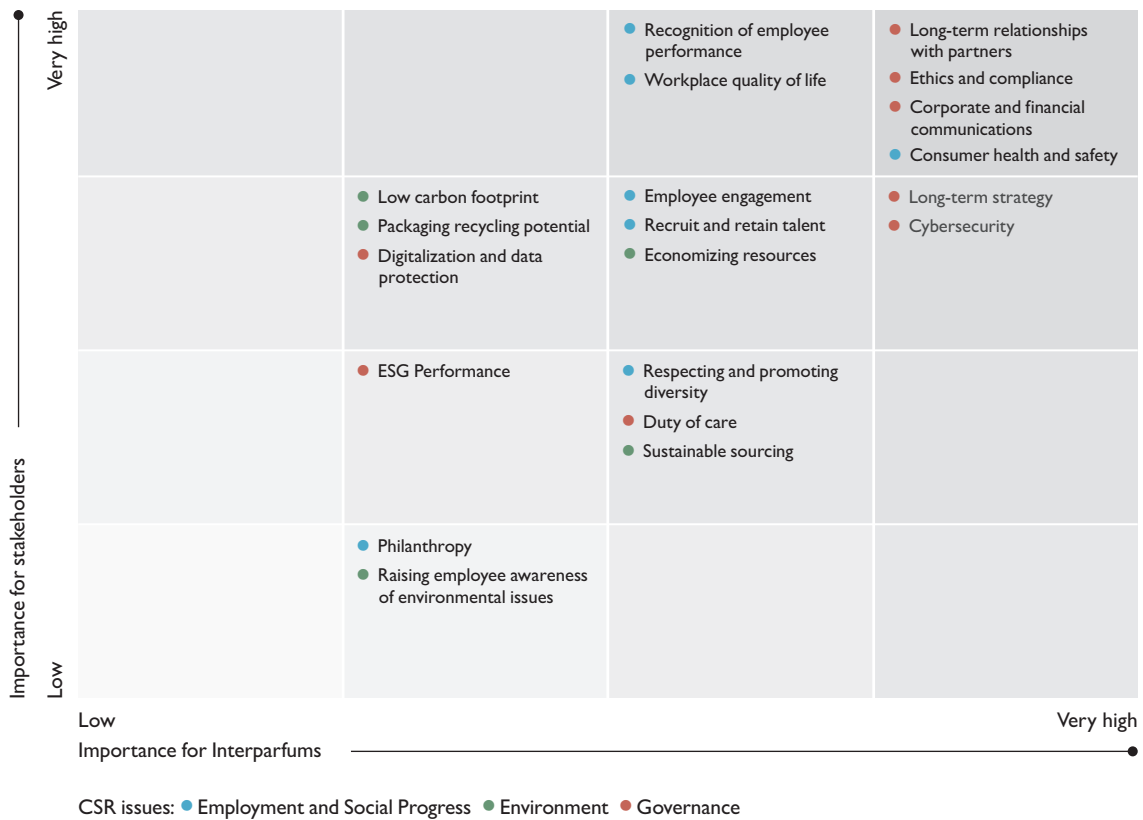 Very high
Recognition of employee
performance
Workplace quality of life
Long-term relationships
with partners
Ethics and compliance
Corporate and financial
communications
Consumer health and safety
Low carbon footprint
Packaging recycling potential
Digitalization and data
protection
Employee engagement
Recruit and retain talent
Economizing resources
Long-term strategy
Cybersecurity
ESG Performance
Respecting and promoting
diversity
Duty of care
Sustainable sourcing
Philanthropy
Raising employee awareness
of environmental issues
Importance for stakeholders
Low
Low
Very high
Importance for Interparfums
CSR issues: Employment and Social Progress Environment Governance